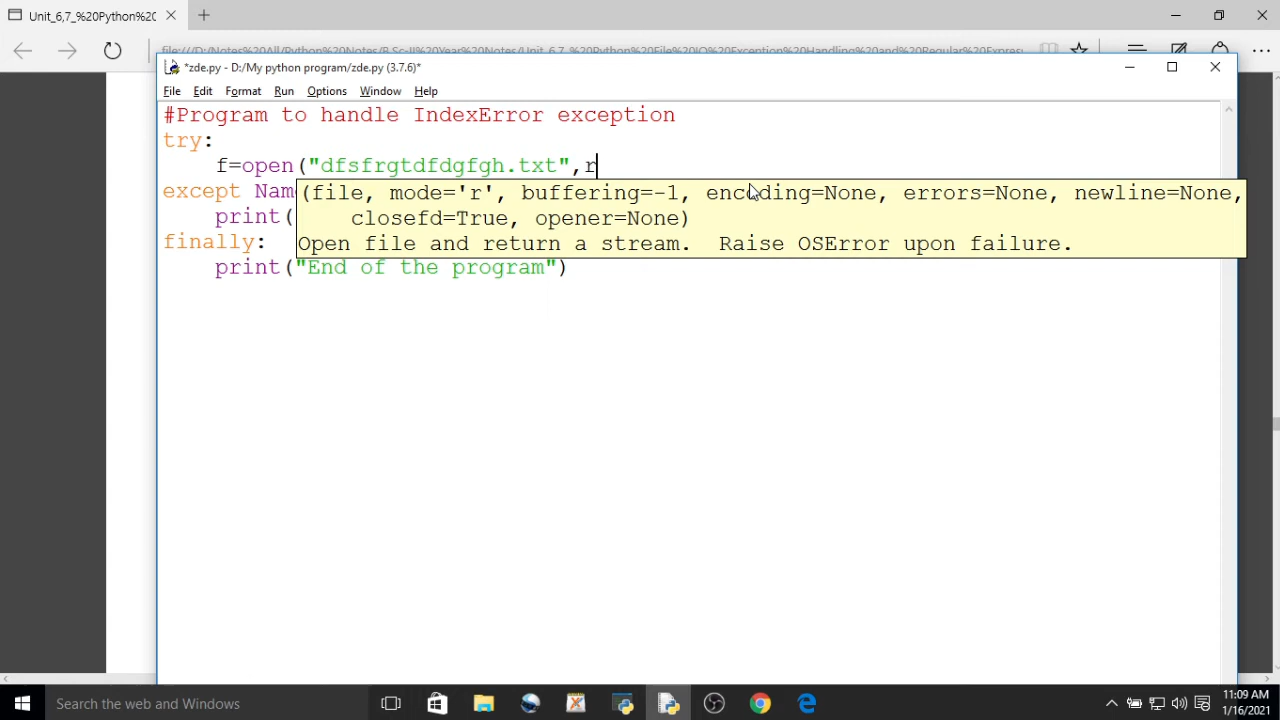 Unit_6,7_%20Python%2C
*zde.py - D:/My python program/zde.py (3.7.6)*
File Edit Format Run Options Window Help
#Program to handle IndexError exception
try:
f=open("dfsfrgtdfdgfgh.txt",r
except Nam
(file, mode='r', buffering=-1, encoding=None, errors=None, newline=None,
print(
closefd=True, opener=None)
finally:
Open file and return a stream. Raise OSError upon failure.
print("End of the program")
Search the web and Windows
11:09 AM
1/16/2021